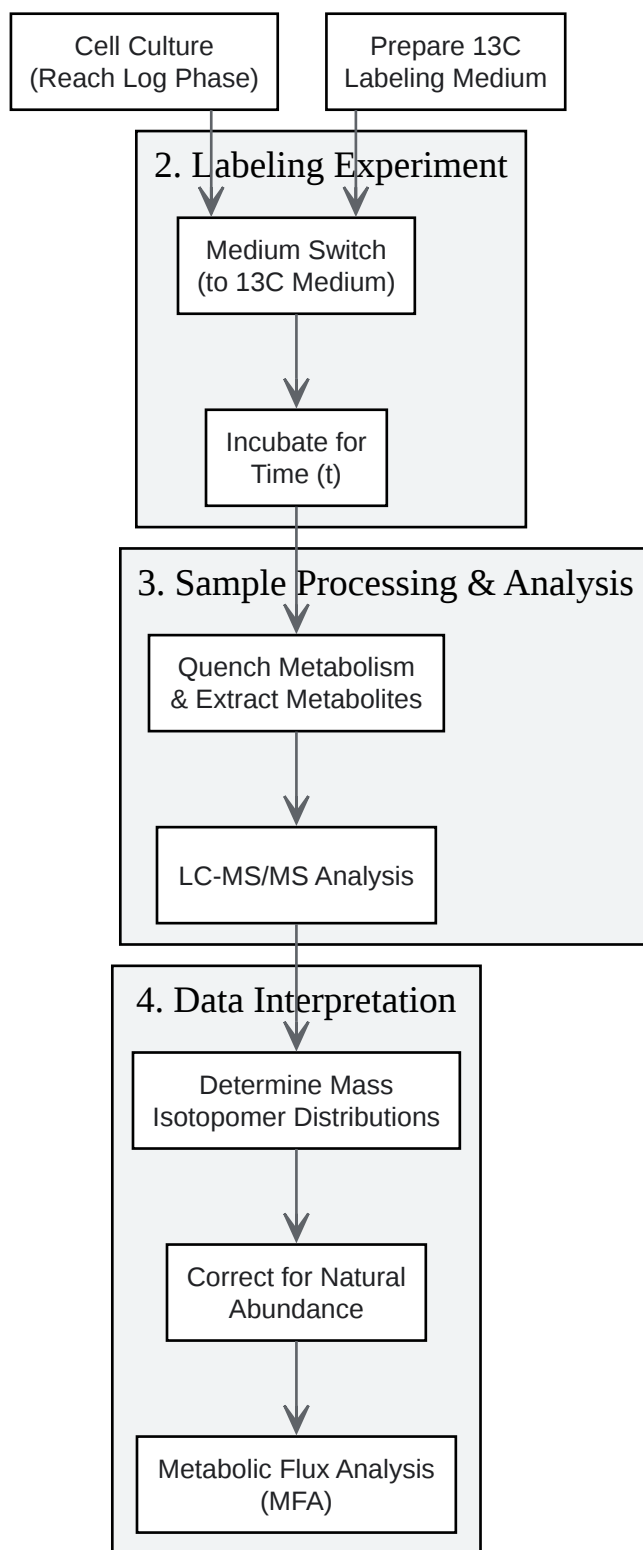 Cell Culture
(Reach Log Phase)
Prepare 13C
Labeling Medium
2. Labeling Experiment
Medium Switch
(to 13C Medium)
Incubate for
Time (t)
3. Sample Processing & Analysis
Quench Metabolism
& Extract Metabolites
LC-MS/MS Analysis
4. Data Interpretation
Determine Mass
Isotopomer Distributions
Correct for Natural
Abundance
Metabolic Flux Analysis
(MFA)